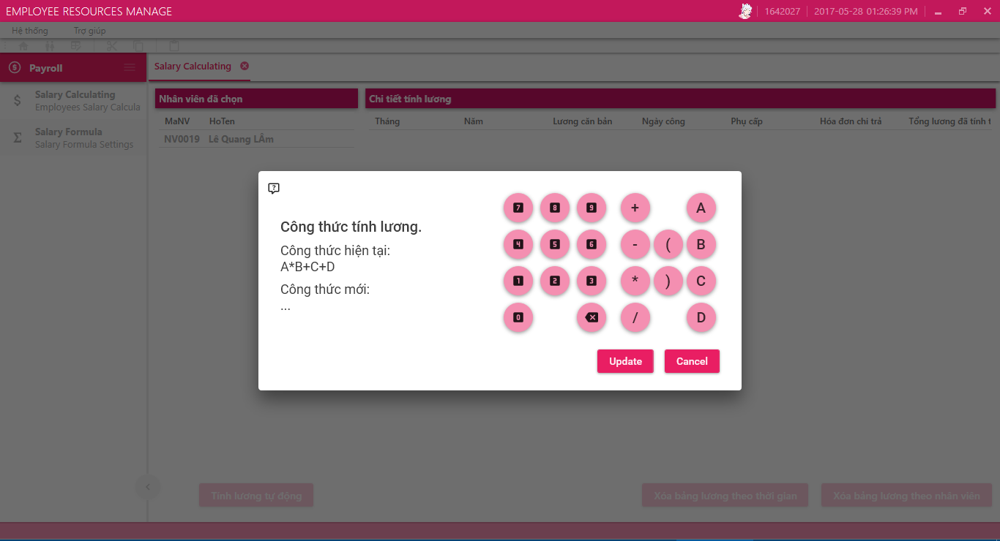 EMPLOYEE RESOURCES MANAGE
1642027
2017-05-28 01:26:39 PM
Hệ thống
Trợ giúp
Payroll
Salary Calculating
Employees Salary Calcula
Salary Formula
Salary Formula Settings
Salary Calculating
Nhân viên đã chọn
MaNV HoTen
NV0019 Lê Quang LÂm
Chi tiết tính lương
Tháng Năm Lương căn bản Ngày công Phụ cấp Hóa đơn chi trả Tổng lương đã tính t
Công thức tính lương.
Công thức hiện tại:
A*B+C+D
Công thức mới:
...
7 8 9 + A
4 5 6 - ( B
1 2 3 * ) C
0 / D
Update Cancel
Tính lương tự động
Xóa bảng lương theo thời gian
Xóa bảng lương theo nhân viên